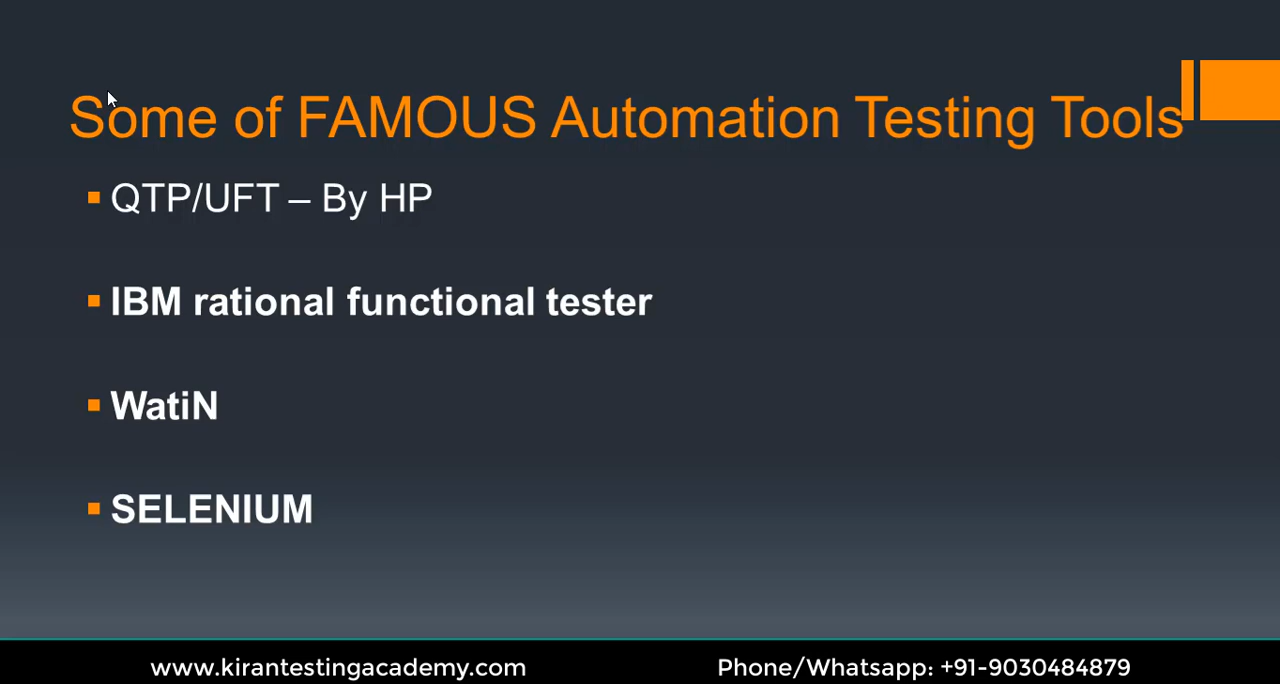 Some of FAMOUS Automation Testing Tools
QTP/UFT – By HP
IBM rational functional tester
WatiN
SELENIUM
www.kirantestingacademy.com
Phone/Whatsapp: +91-9030484879